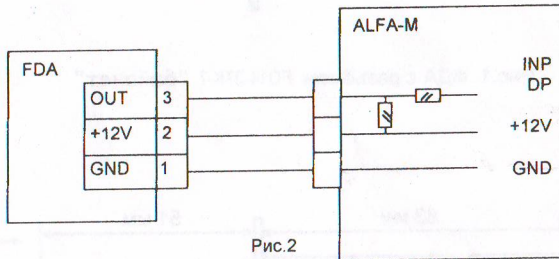 ALFA-M
FDA
INP
DP
OUT 3
+12V 2
+12V
GND 1
GND
Рис.2